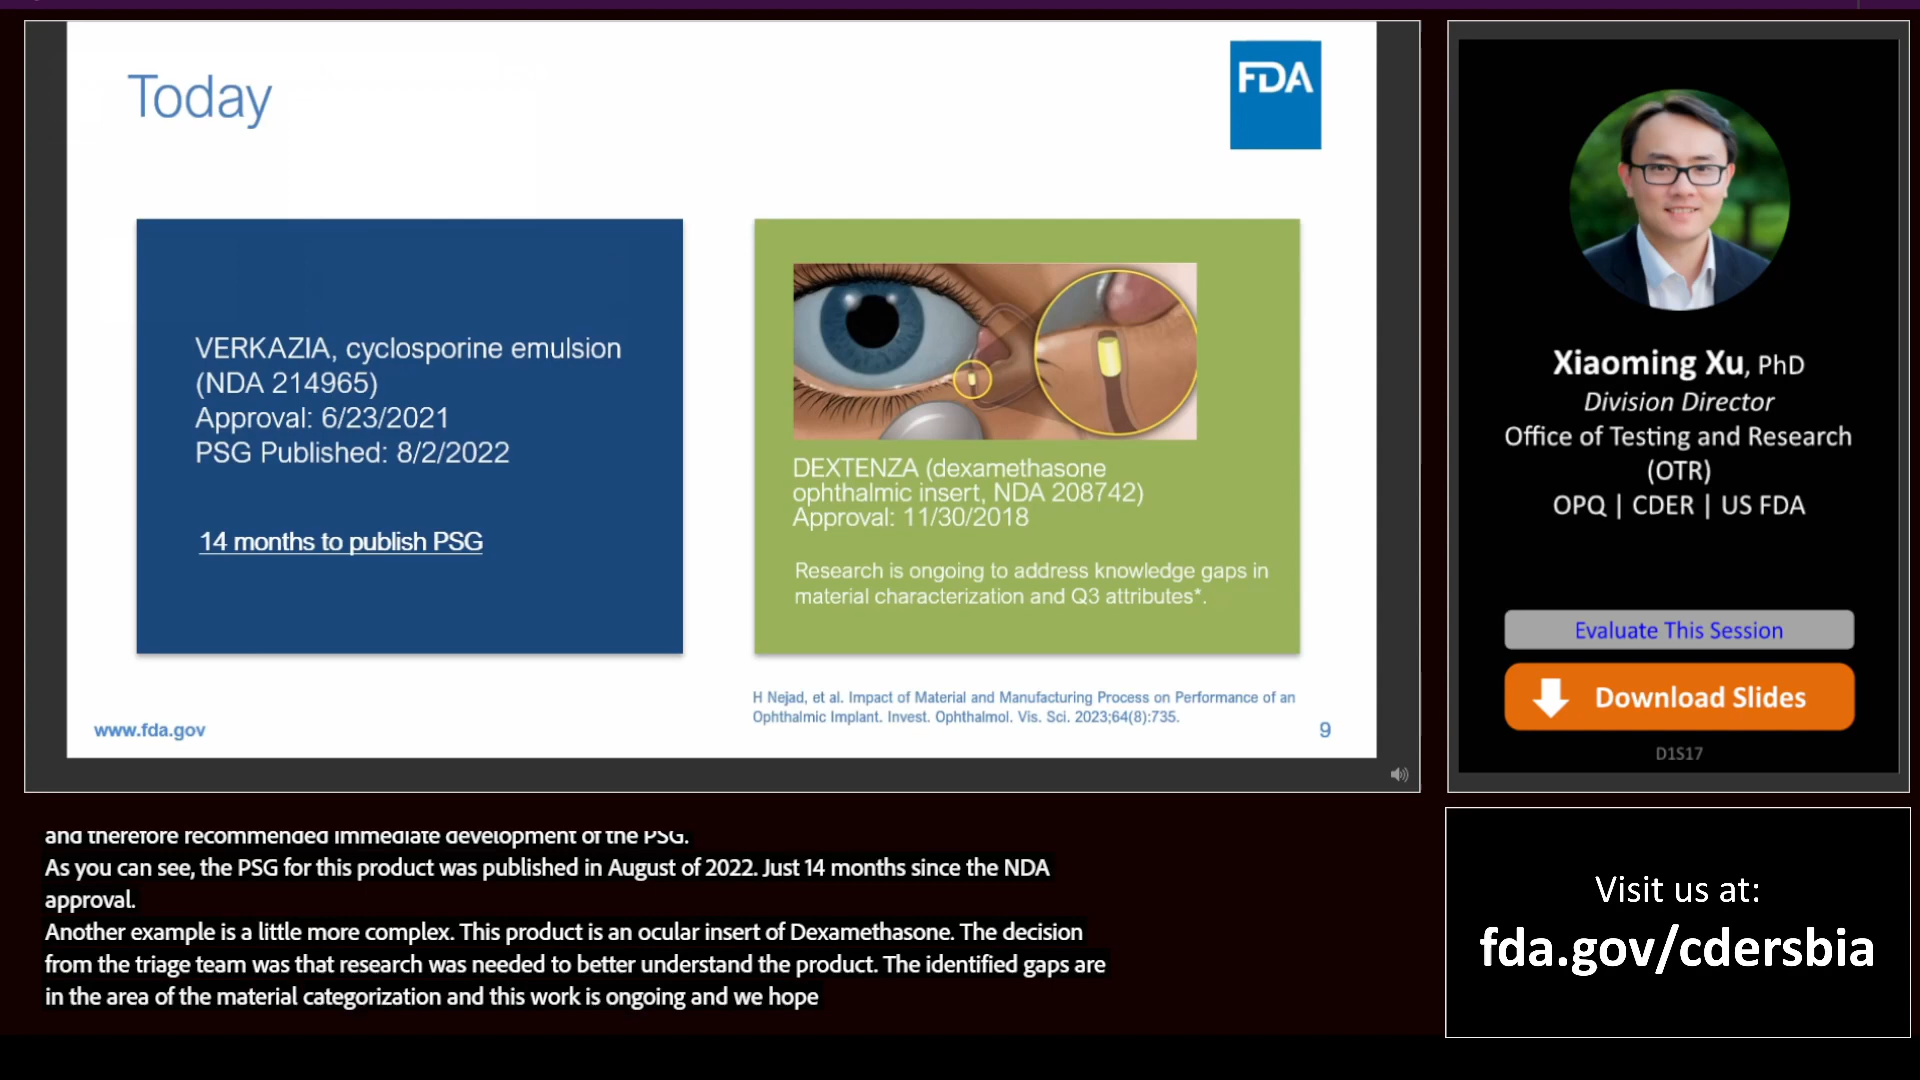 Today
FDA
VERKAZIA, cyclosporine emulsion
(NDA 214965)
Approval: 6/23/2021
PSG Published: 8/2/2022
14 months to publish PSG
DEXTENZA (dexamethasone
ophthalmic insert, NDA 208742)
Approval: 11/30/2018
Research is ongoing to address knowledge gaps in
material characterization and Q3 attributes*.
H Nejad, et al. Impact of Material and Manufacturing Process on Performance of an
Ophthalmic Implant. Invest. Ophthalmol. Vis. Sci. 2023;64(8):735.
www.fda.gov
9
Xiaoming Xu, PhD
Division Director
Office of Testing and Research
(OTR)
OPQ | CDER | US FDA
Evaluate This Session
Download Slides
D1S17
and therefore recommended immediate development of the PSG.
As you can see, the PSG for this product was published in August of 2022. Just 14 months since the NDA
approval.
Another example is a little more complex. This product is an ocular insert of Dexamethasone. The decision
from the triage team was that research was needed to better understand the product. The identified gaps are
in the area of the material categorization and this work is ongoing and we hope
Visit us at:
fda.gov/cdersbia